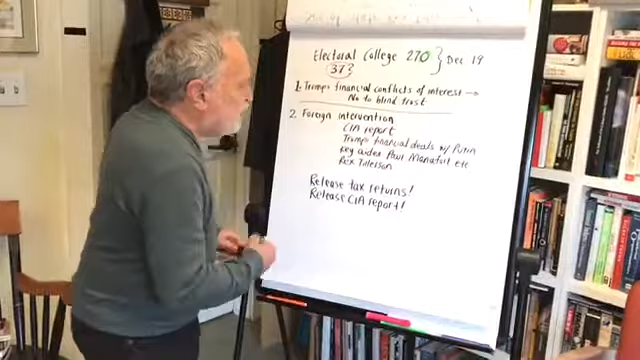 Electoral College 270 } Dec 19
37?
1. Trump's financial conflicts of interest →
No to blind trust
2. Foreign intervention
CIA report
Trump's financial deals w/ Putin
Key aides Paul Manafort etc
Rex Tillerson
Release tax returns!
Release CIA report!